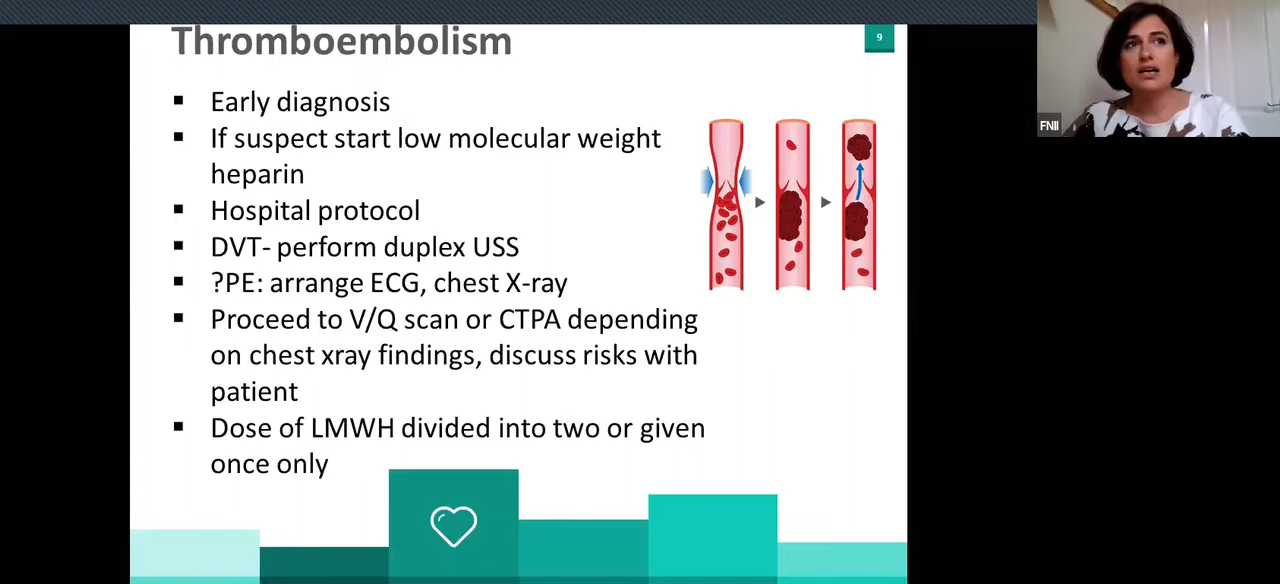 Thromboembolism
9
▪ Early diagnosis
▪ If suspect start low molecular weight
heparin
▪ Hospital protocol
▪ DVT- perform duplex USS
▪ ?PE: arrange ECG, chest X-ray
▪ Proceed to V/Q scan or CTPA depending
on chest xray findings, discuss risks with
patient
▪ Dose of LMWH divided into two or given
once only
FNII